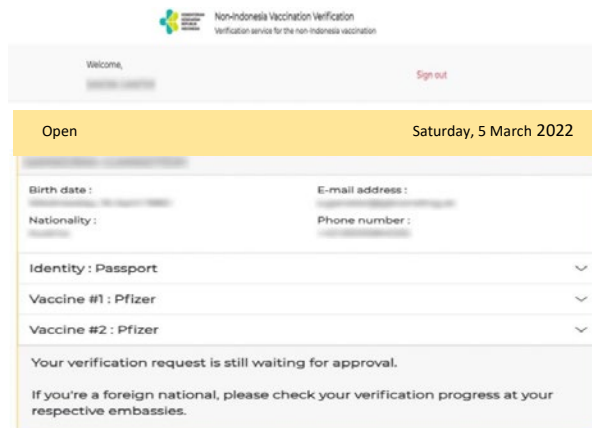 Non-Indonesia Vaccination Verification
Verification service for the non-Indonesia vaccination
Welcome,
Sign out
Open Saturday, 5 March 2022
Birth date : E-mail address :
Nationality : Phone number :
Identity : Passport
Vaccine #1 : Pfizer
Vaccine #2 : Pfizer
Your verification request is still waiting for approval.
If you're a foreign national, please check your verification progress at your
respective embassies.